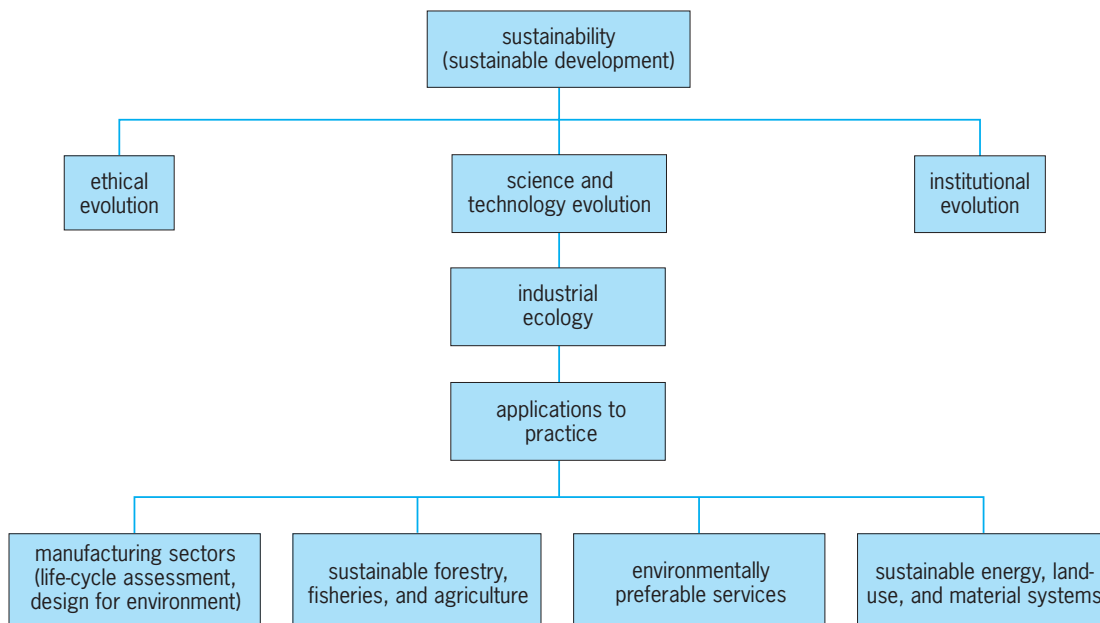 sustainability
(sustainable development)
ethical
evolution
science and
technology evolution
institutional
evolution
industrial
ecology
applications to
practice
manufacturing sectors
(life-cycle assessment,
design for environment)
sustainable forestry,
fisheries, and agriculture
environmentally
preferable services
sustainable energy, land-
use, and material systems